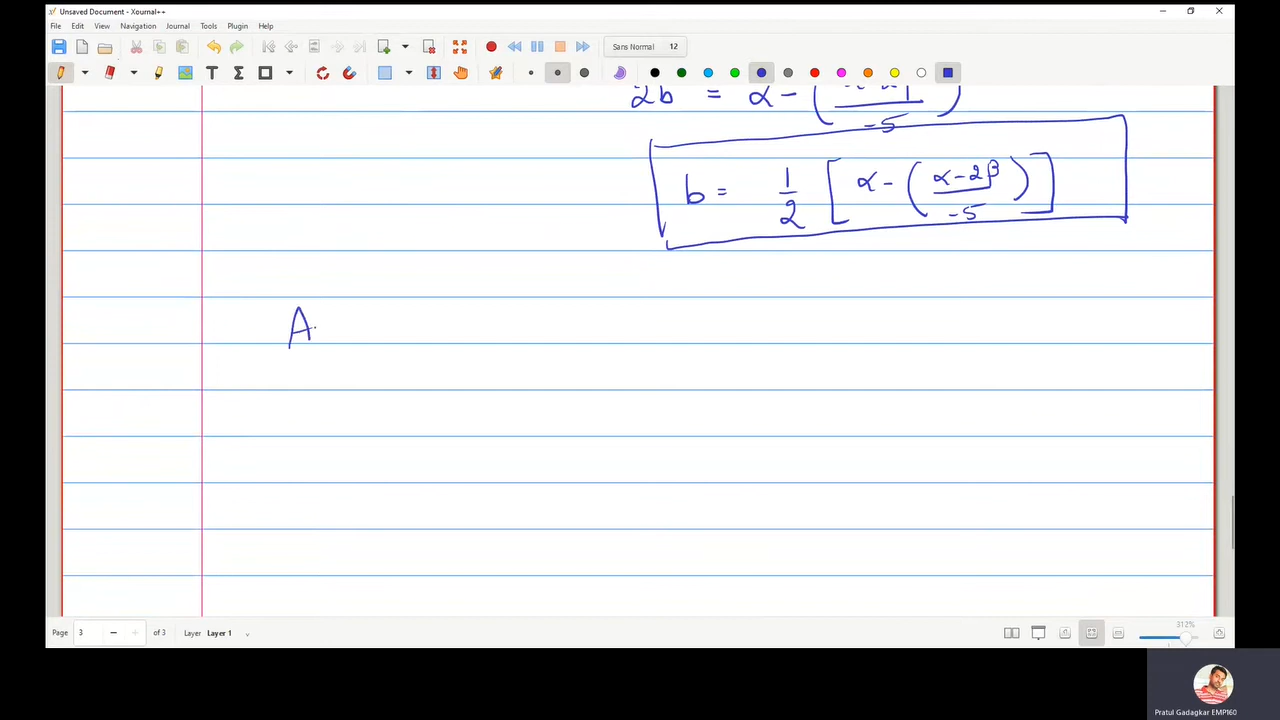 Unsaved Document - Xournal++
File Edit View Navigation Journal Tools Plugin Help
Sans Normal 12
2b = α - ( / -5 )
b = 1/2 [ α - ( (α - 2β) / -5 ) ]
A
Page 3 of 3 Layer Layer 1 312%
Pratul Gadagkar EMP160